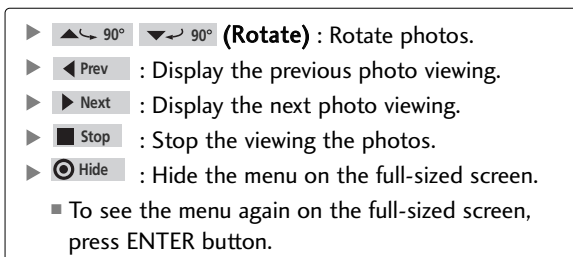 ▶ ▲⤷ 90° ▼⤶ 90° (Rotate) : Rotate photos.
▶ ◀ Prev : Display the previous photo viewing.
▶ ▶ Next : Display the next photo viewing.
▶ ■ Stop : Stop the viewing the photos.
▶ ◉ Hide : Hide the menu on the full-sized screen.
■ To see the menu again on the full-sized screen,
press ENTER button.